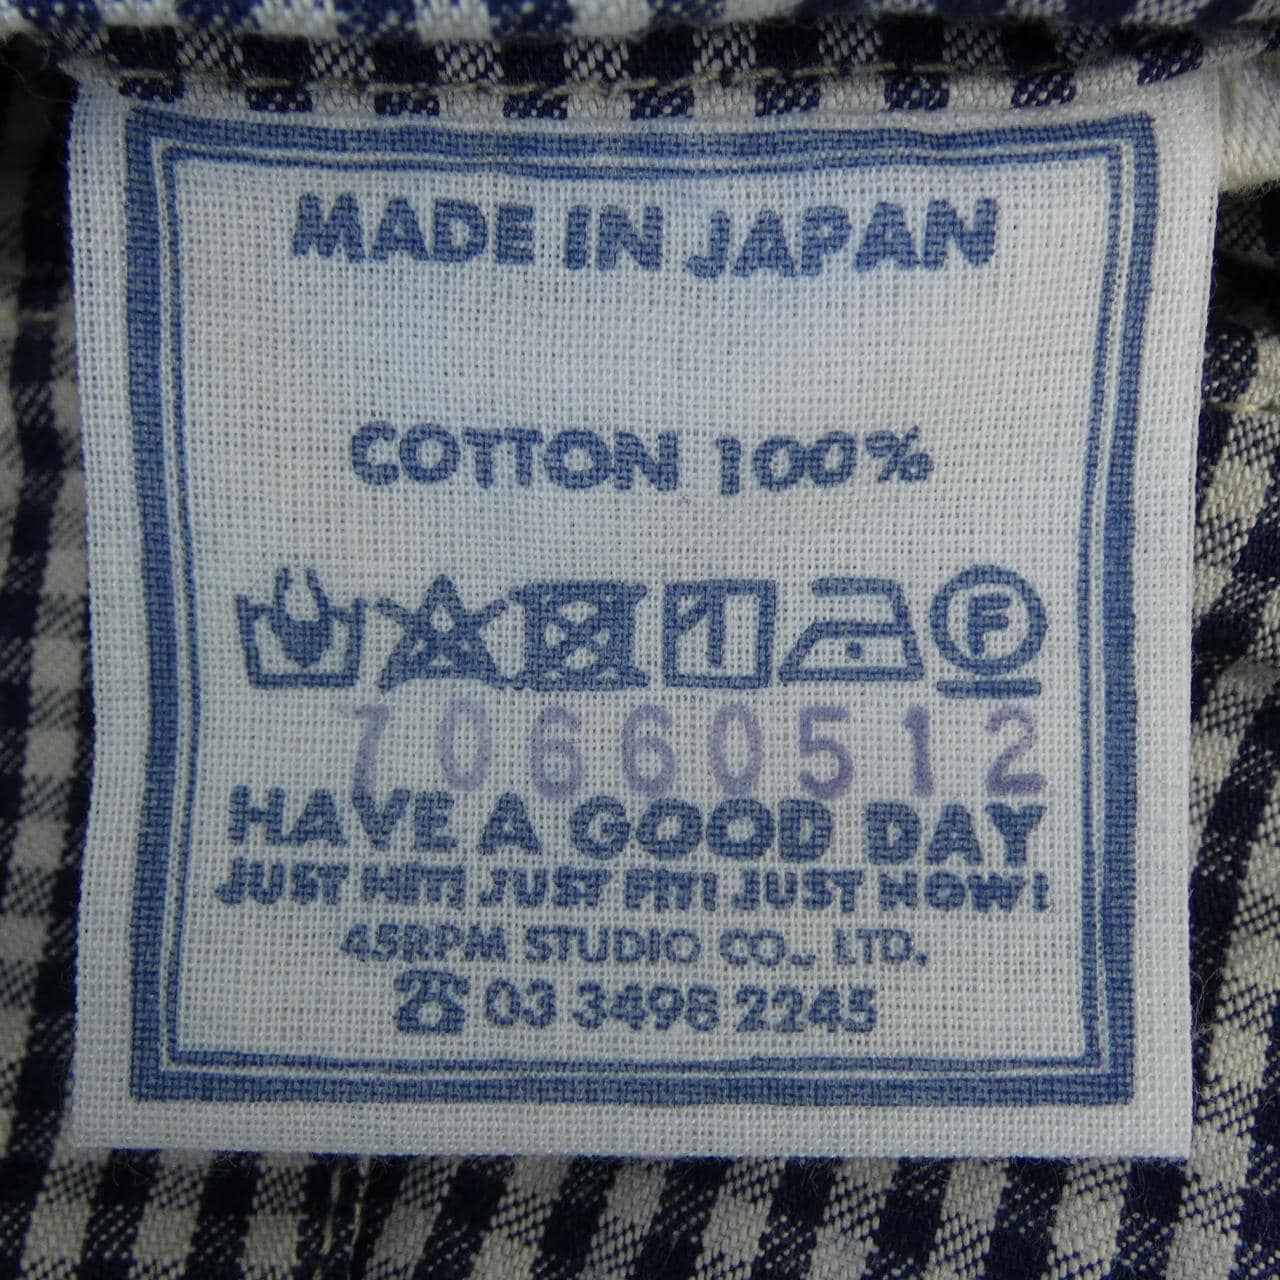 MADE IN JAPAN
COTTON 100%
F
70660512
HAVE A GOOD DAY
JUST HIT! JUST FIT! JUST NOW!
45RPM STUDIO CO., LTD.
☎ 03 3498 2245